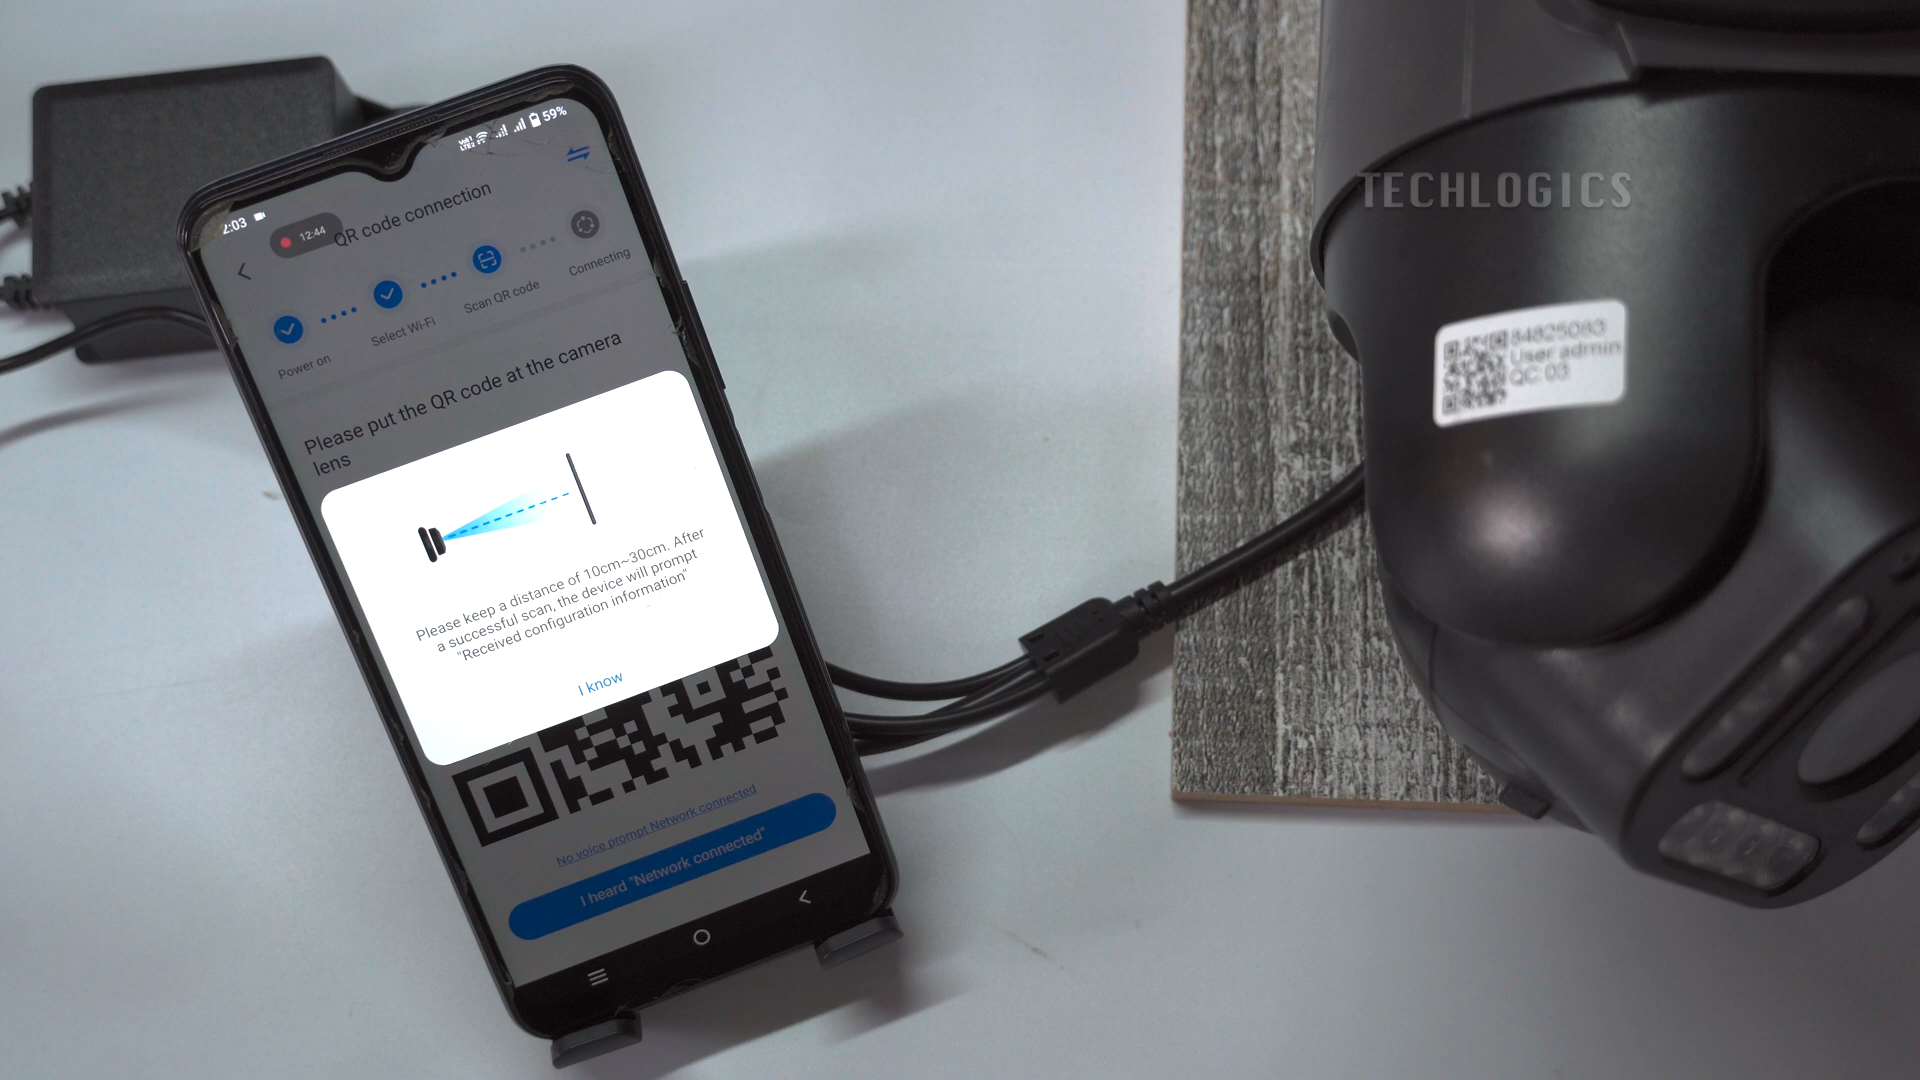 VoLTE2 59%
2:03 12:44
QR code connection
Power on
Select Wi-Fi
Scan QR code
Connecting
Please put the QR code at the camera
lens
Please keep a distance of 10cm~30cm. After
a successful scan, the device will prompt
"Received configuration information"
I know
No voice prompt Network connected
I heard "Network connected"
TECHLOGICS
84825083
User:admin
QC 03